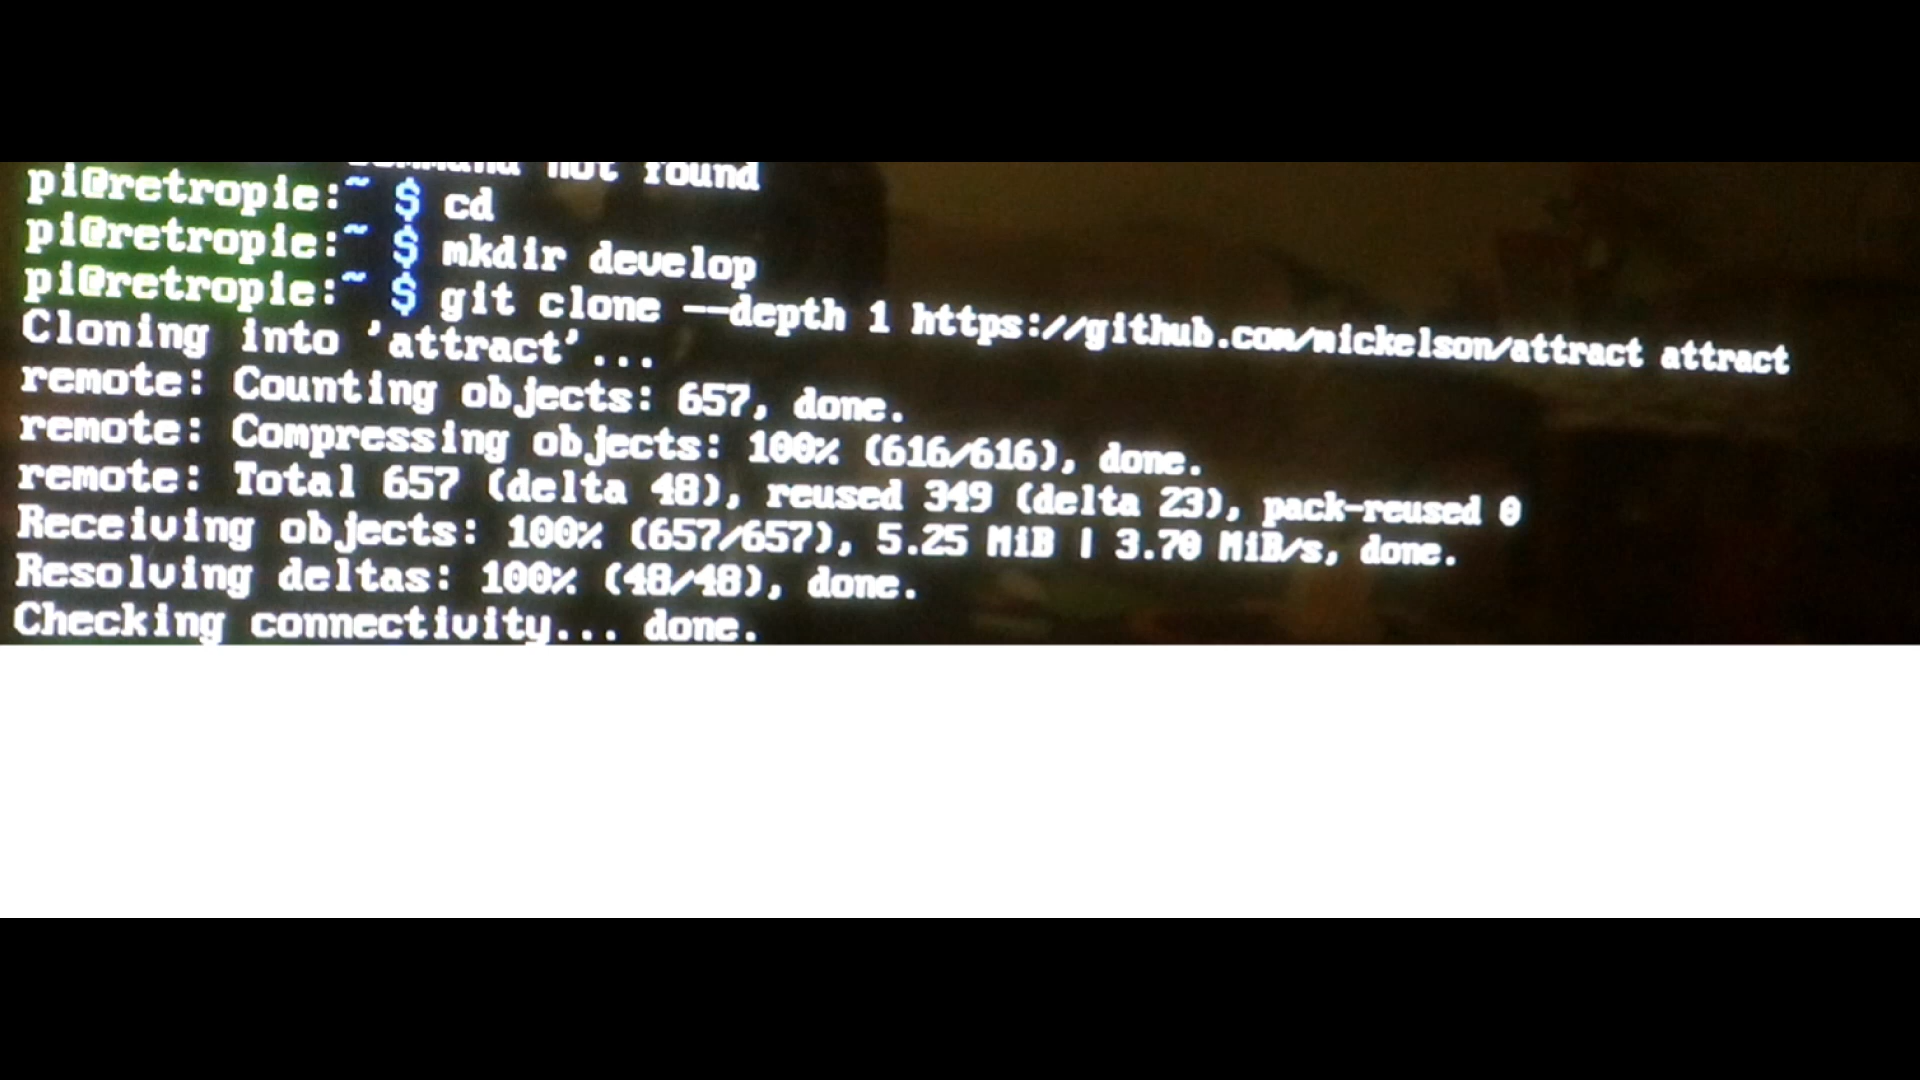 command not found
pi@retropie:~ $ cd
pi@retropie:~ $ mkdir develop
pi@retropie:~ $ git clone --depth 1 https://github.com/mickelson/attract attract
Cloning into 'attract'...
remote: Counting objects: 657, done.
remote: Compressing objects: 100% (616/616), done.
remote: Total 657 (delta 48), reused 349 (delta 23), pack-reused 0
Receiving objects: 100% (657/657), 5.25 MiB | 3.70 MiB/s, done.
Resolving deltas: 100% (48/48), done.
Checking connectivity... done.